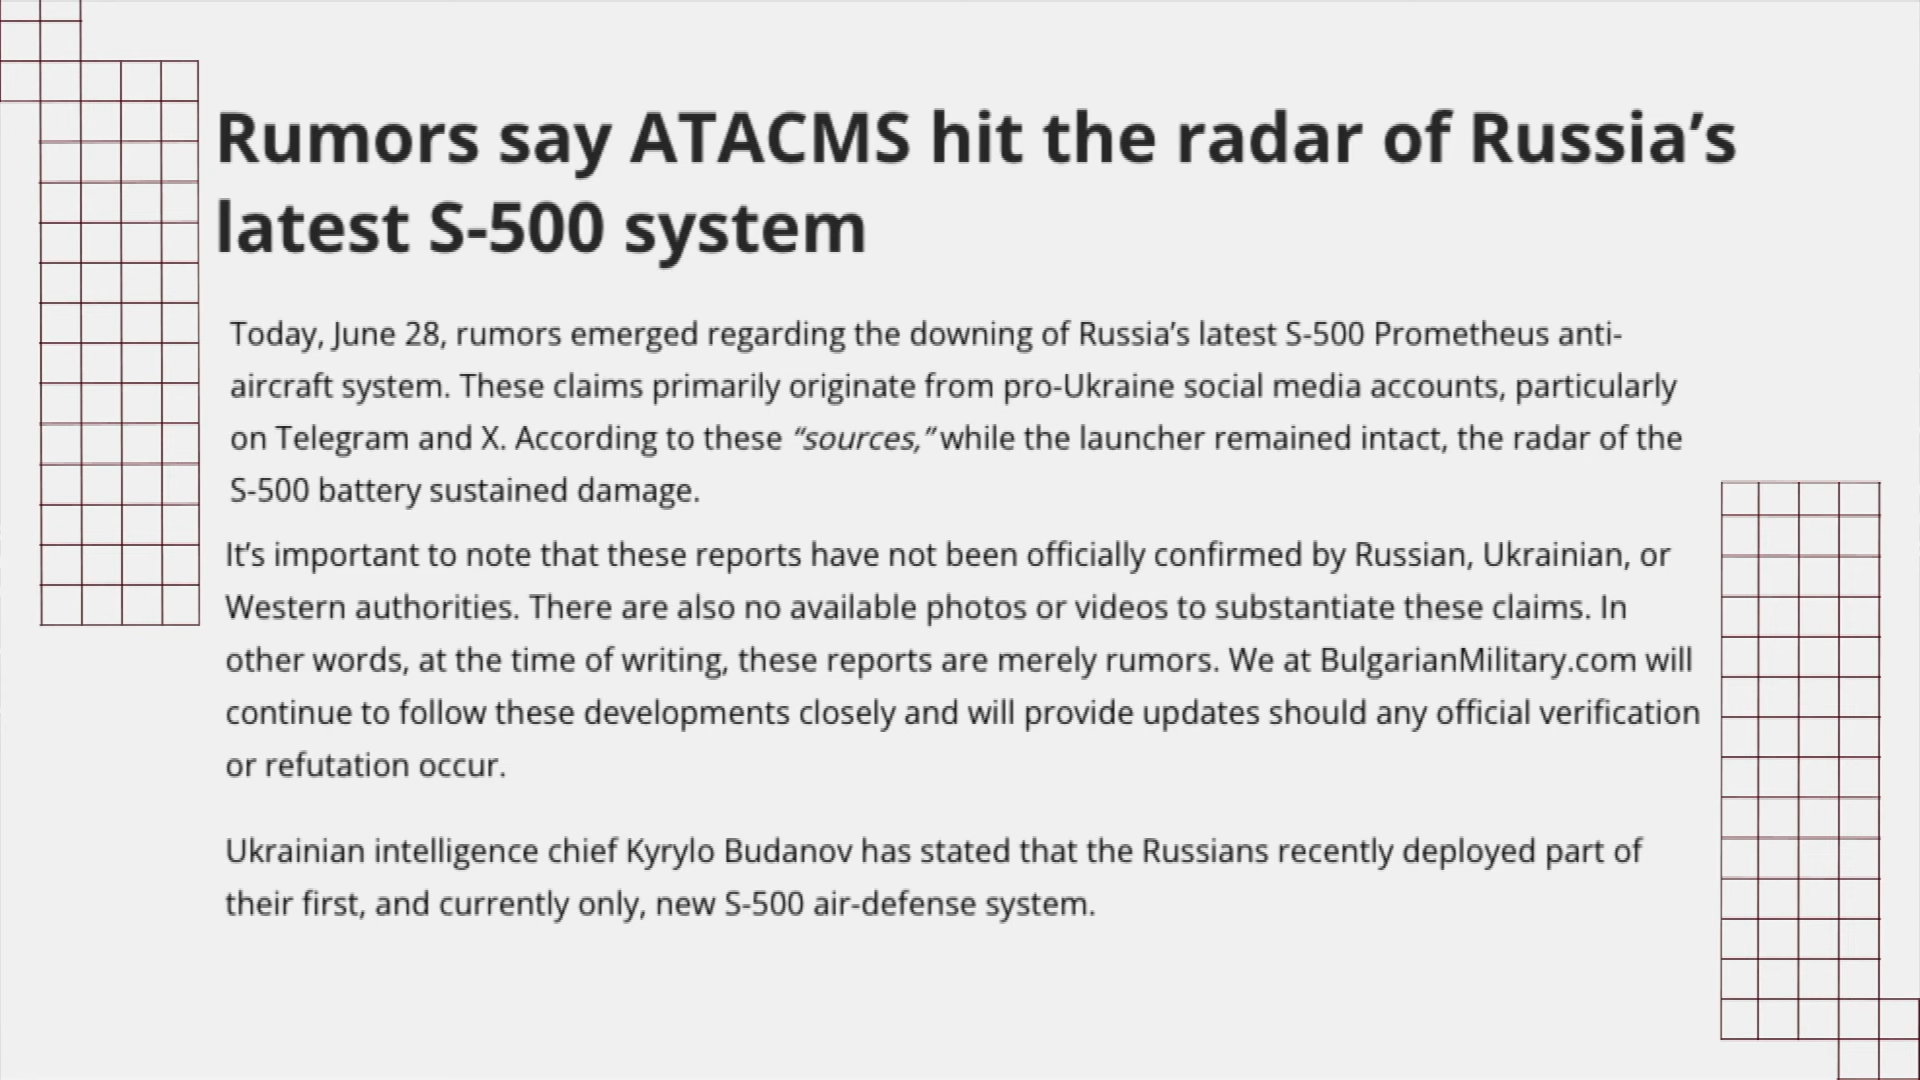 Rumors say ATACMS hit the radar of Russia’s
latest S-500 system
Today, June 28, rumors emerged regarding the downing of Russia’s latest S-500 Prometheus anti-
aircraft system. These claims primarily originate from pro-Ukraine social media accounts, particularly
on Telegram and X. According to these “sources,” while the launcher remained intact, the radar of the
S-500 battery sustained damage.
It’s important to note that these reports have not been officially confirmed by Russian, Ukrainian, or
Western authorities. There are also no available photos or videos to substantiate these claims. In
other words, at the time of writing, these reports are merely rumors. We at BulgarianMilitary.com will
continue to follow these developments closely and will provide updates should any official verification
or refutation occur.
Ukrainian intelligence chief Kyrylo Budanov has stated that the Russians recently deployed part of
their first, and currently only, new S-500 air-defense system.